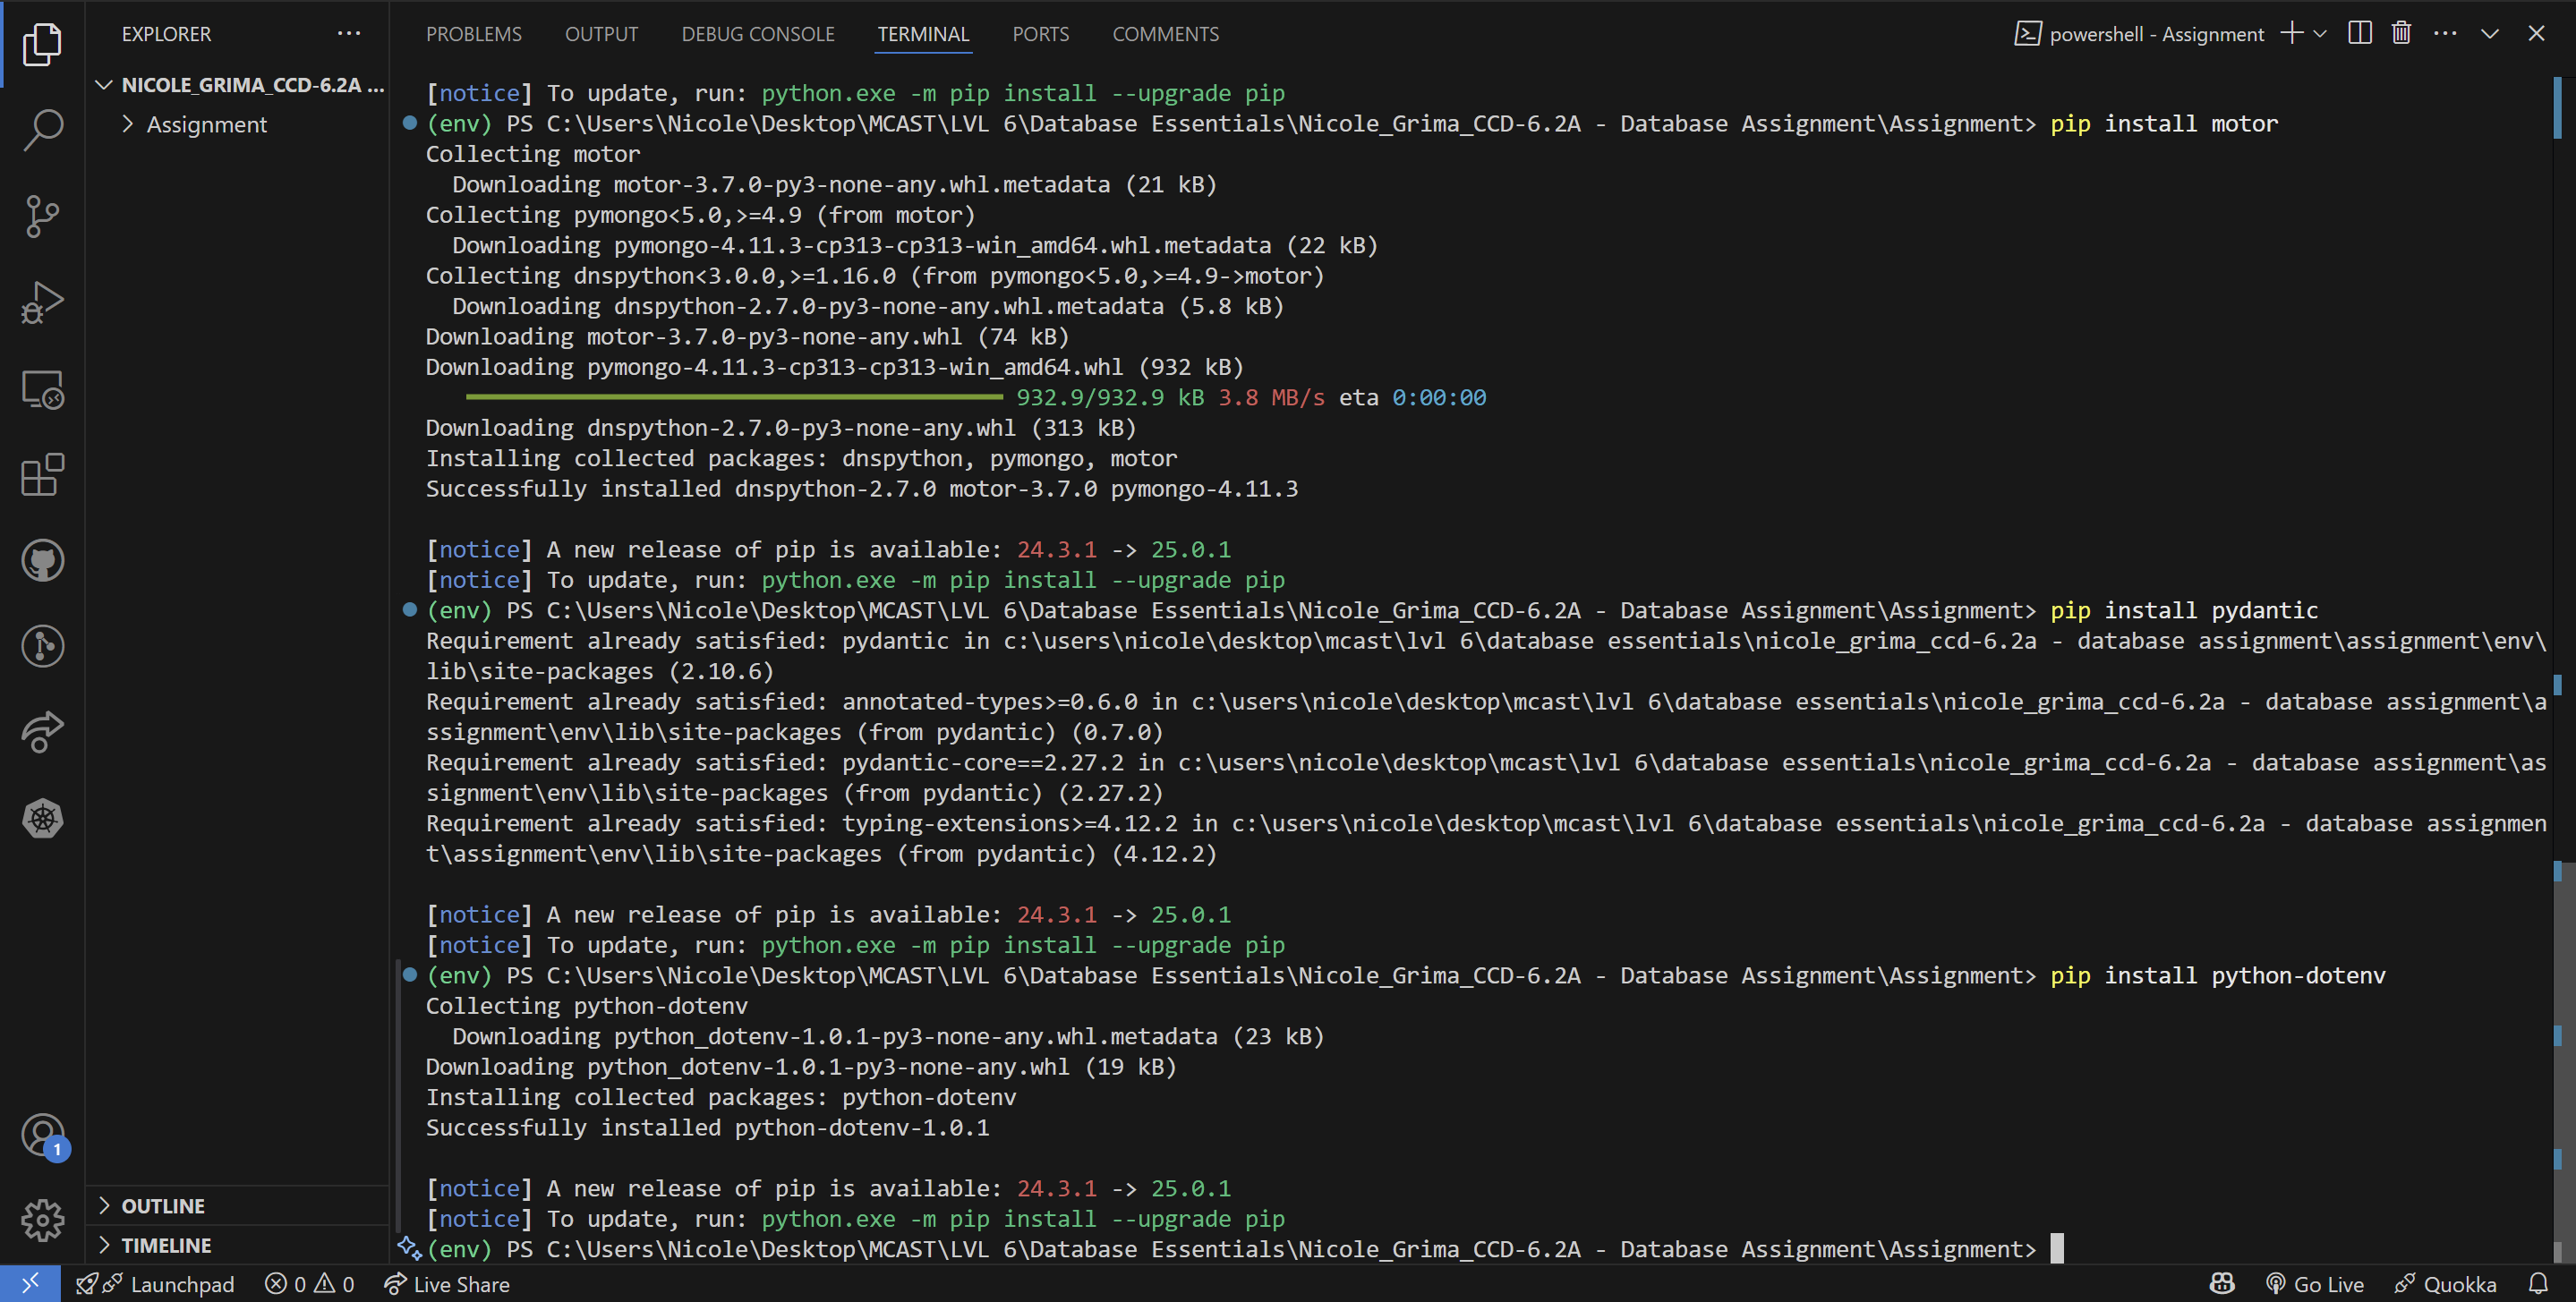 EXPLORER
NICOLE_GRIMA_CCD-6.2A ...
Assignment
OUTLINE
TIMELINE
PROBLEMS OUTPUT DEBUG CONSOLE TERMINAL PORTS COMMENTS
powershell - Assignment
[notice] To update, run: python.exe -m pip install --upgrade pip
(env) PS C:\Users\Nicole\Desktop\MCAST\LVL 6\Database Essentials\Nicole_Grima_CCD-6.2A - Database Assignment\Assignment> pip install motor
Collecting motor
  Downloading motor-3.7.0-py3-none-any.whl.metadata (21 kB)
Collecting pymongo<5.0,>=4.9 (from motor)
  Downloading pymongo-4.11.3-cp313-cp313-win_amd64.whl.metadata (22 kB)
Collecting dnspython<3.0.0,>=1.16.0 (from pymongo<5.0,>=4.9->motor)
  Downloading dnspython-2.7.0-py3-none-any.whl.metadata (5.8 kB)
Downloading motor-3.7.0-py3-none-any.whl (74 kB)
Downloading pymongo-4.11.3-cp313-cp313-win_amd64.whl (932 kB)
932.9/932.9 kB 3.8 MB/s eta 0:00:00
Downloading dnspython-2.7.0-py3-none-any.whl (313 kB)
Installing collected packages: dnspython, pymongo, motor
Successfully installed dnspython-2.7.0 motor-3.7.0 pymongo-4.11.3
[notice] A new release of pip is available: 24.3.1 -> 25.0.1
[notice] To update, run: python.exe -m pip install --upgrade pip
(env) PS C:\Users\Nicole\Desktop\MCAST\LVL 6\Database Essentials\Nicole_Grima_CCD-6.2A - Database Assignment\Assignment> pip install pydantic
Requirement already satisfied: pydantic in c:\users\nicole\desktop\mcast\lvl 6\database essentials\nicole_grima_ccd-6.2a - database assignment\assignment\env\
lib\site-packages (2.10.6)
Requirement already satisfied: annotated-types>=0.6.0 in c:\users\nicole\desktop\mcast\lvl 6\database essentials\nicole_grima_ccd-6.2a - database assignment\a
ssignment\env\lib\site-packages (from pydantic) (0.7.0)
Requirement already satisfied: pydantic-core==2.27.2 in c:\users\nicole\desktop\mcast\lvl 6\database essentials\nicole_grima_ccd-6.2a - database assignment\as
signment\env\lib\site-packages (from pydantic) (2.27.2)
Requirement already satisfied: typing-extensions>=4.12.2 in c:\users\nicole\desktop\mcast\lvl 6\database essentials\nicole_grima_ccd-6.2a - database assignmen
t\assignment\env\lib\site-packages (from pydantic) (4.12.2)
[notice] A new release of pip is available: 24.3.1 -> 25.0.1
[notice] To update, run: python.exe -m pip install --upgrade pip
(env) PS C:\Users\Nicole\Desktop\MCAST\LVL 6\Database Essentials\Nicole_Grima_CCD-6.2A - Database Assignment\Assignment> pip install python-dotenv
Collecting python-dotenv
  Downloading python_dotenv-1.0.1-py3-none-any.whl.metadata (23 kB)
Downloading python_dotenv-1.0.1-py3-none-any.whl (19 kB)
Installing collected packages: python-dotenv
Successfully installed python-dotenv-1.0.1
[notice] A new release of pip is available: 24.3.1 -> 25.0.1
[notice] To update, run: python.exe -m pip install --upgrade pip
(env) PS C:\Users\Nicole\Desktop\MCAST\LVL 6\Database Essentials\Nicole_Grima_CCD-6.2A - Database Assignment\Assignment>
1
Launchpad 0 0 Live Share Go Live Quokka